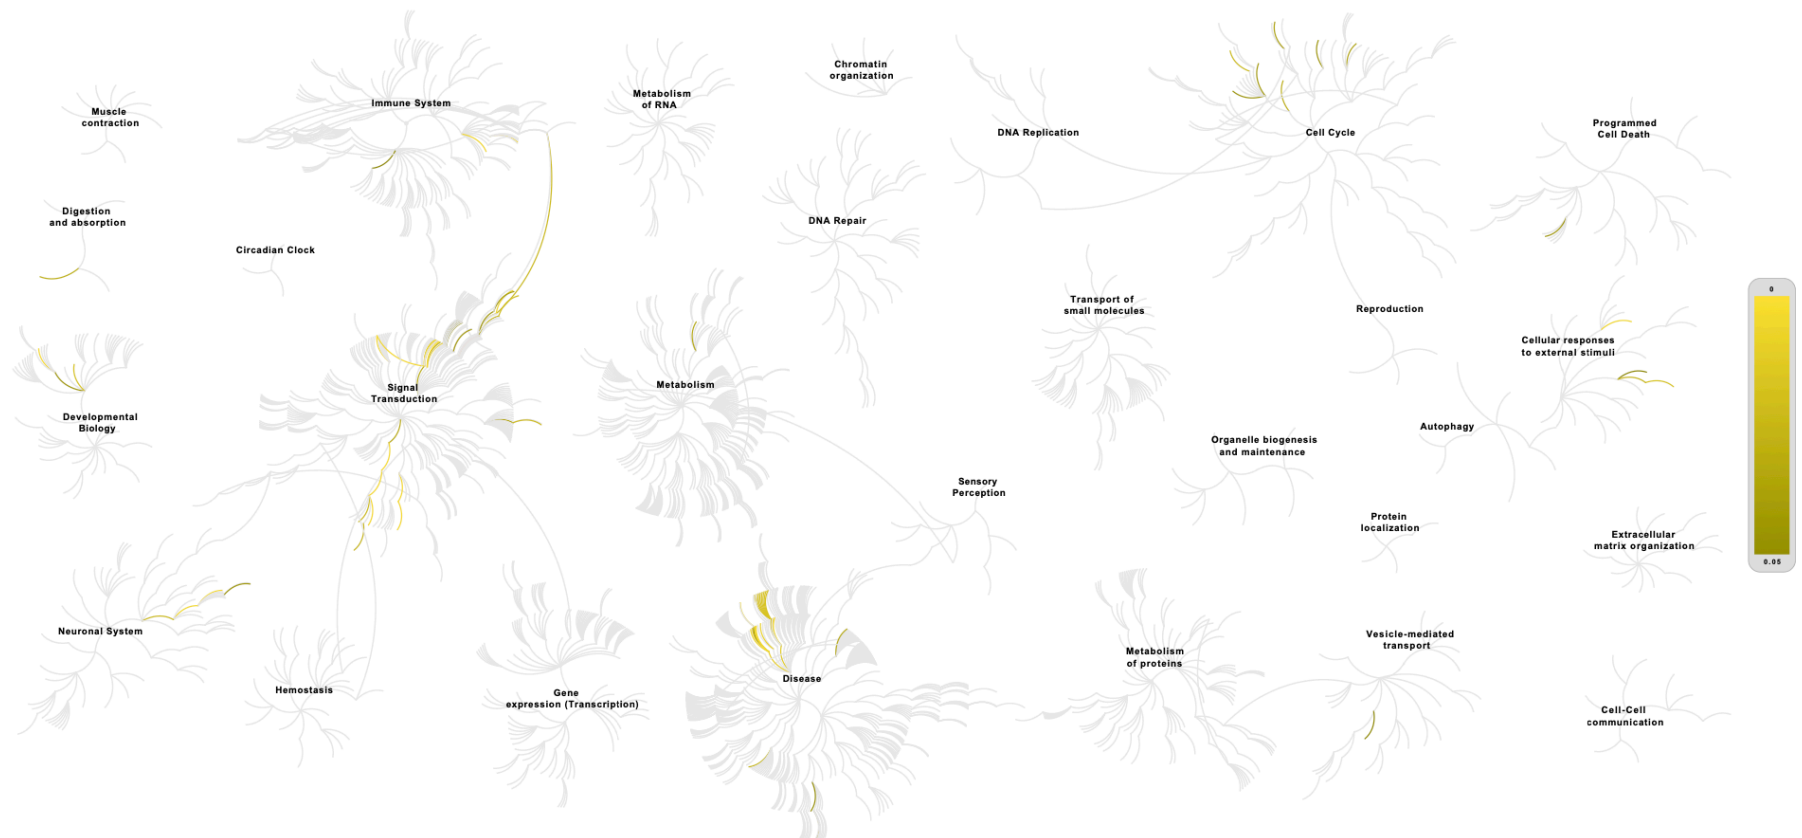 Muscle
contraction
Immune System
Metabolism
of RNA
Chromatin
organization
DNA Replication
Cell Cycle
Programmed
Cell Death
Digestion
and absorption
Circadian Clock
DNA Repair
Transport of
small molecules
Reproduction
Cellular responses
to external stimuli
0
0.05
Signal
Transduction
Metabolism
Developmental
Biology
Autophagy
Organelle biogenesis
and maintenance
Sensory
Perception
Protein
localization
Extracellular
matrix organization
Neuronal System
Hemostasis
Gene
expression (Transcription)
Disease
Metabolism
of proteins
Vesicle-mediated
transport
Cell-Cell
communication